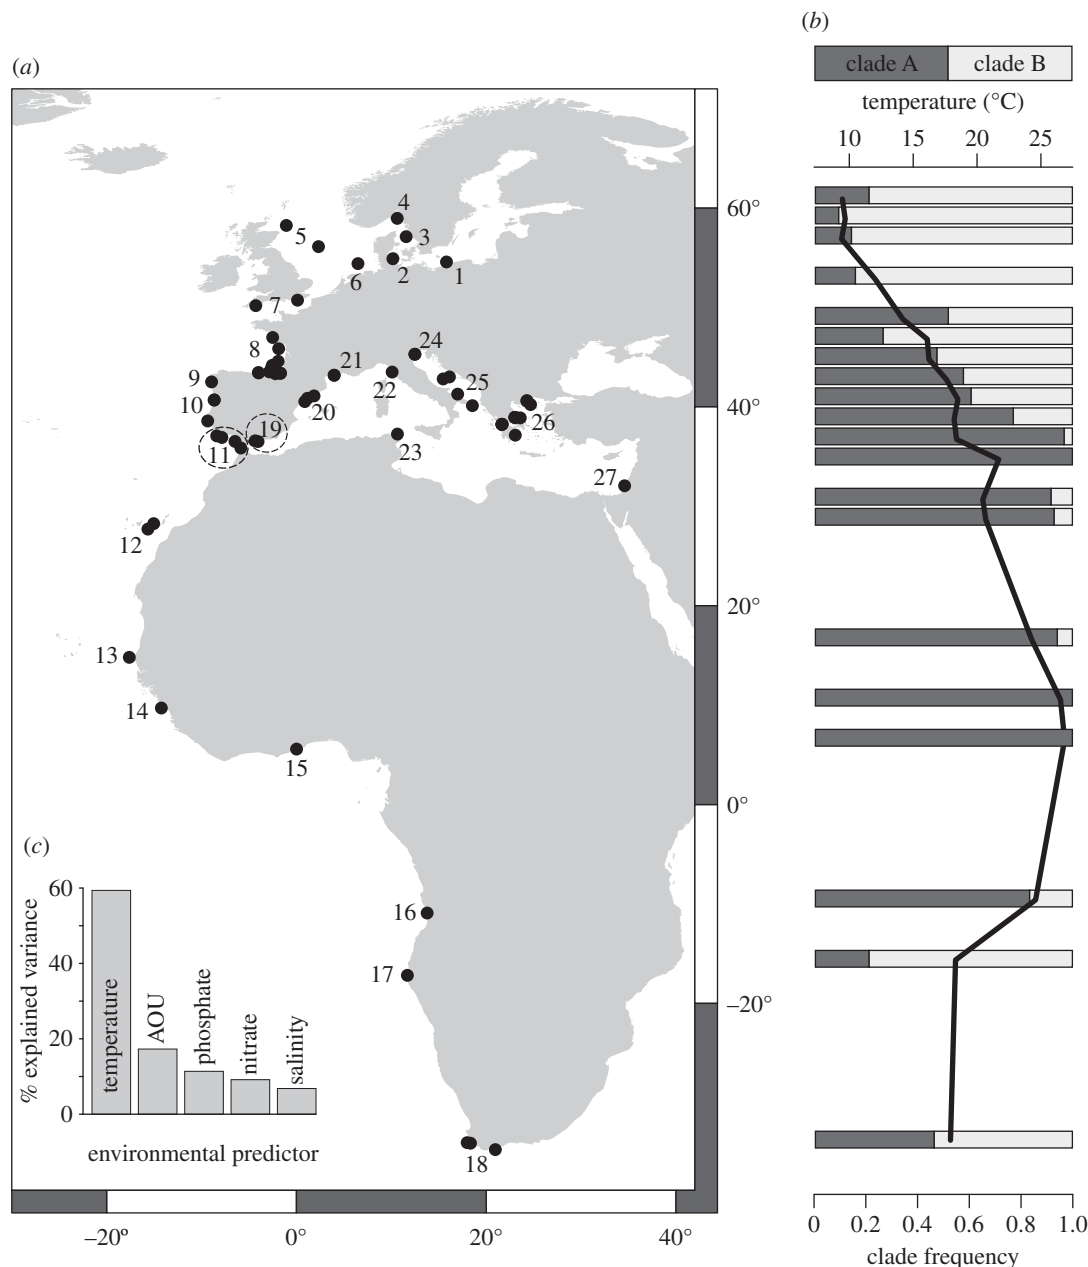 (b)
clade A clade B
(a)
temperature (°C)
10 15 20 25
4
60°
5
3
6
2
1
7
8
24
21
9
22
25
40°
10
20
26
19
11
23
27
12
20°
13
14
15
0°
(c)
60
16
40
17
–20°
20
0
% explained variance
temperature
AOU
phosphate
nitrate
salinity
environmental predictor
18
–20° 0° 20° 40°
0 0.2 0.4 0.6 0.8 1.0
clade frequency